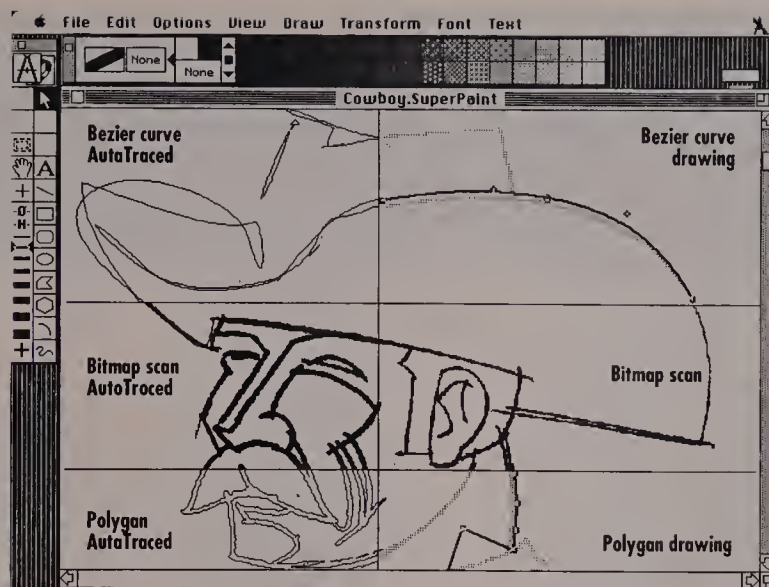 File Edit Options View Draw Transform Font Text
A
None
None
Cowboy.SuperPaint
Bezier curve
AutaTraced
Bezier curve
drawing
A
Bitmap scan
AutoTroced
Bitmap scan
Polygan
AutaTraced
Polygan drawing